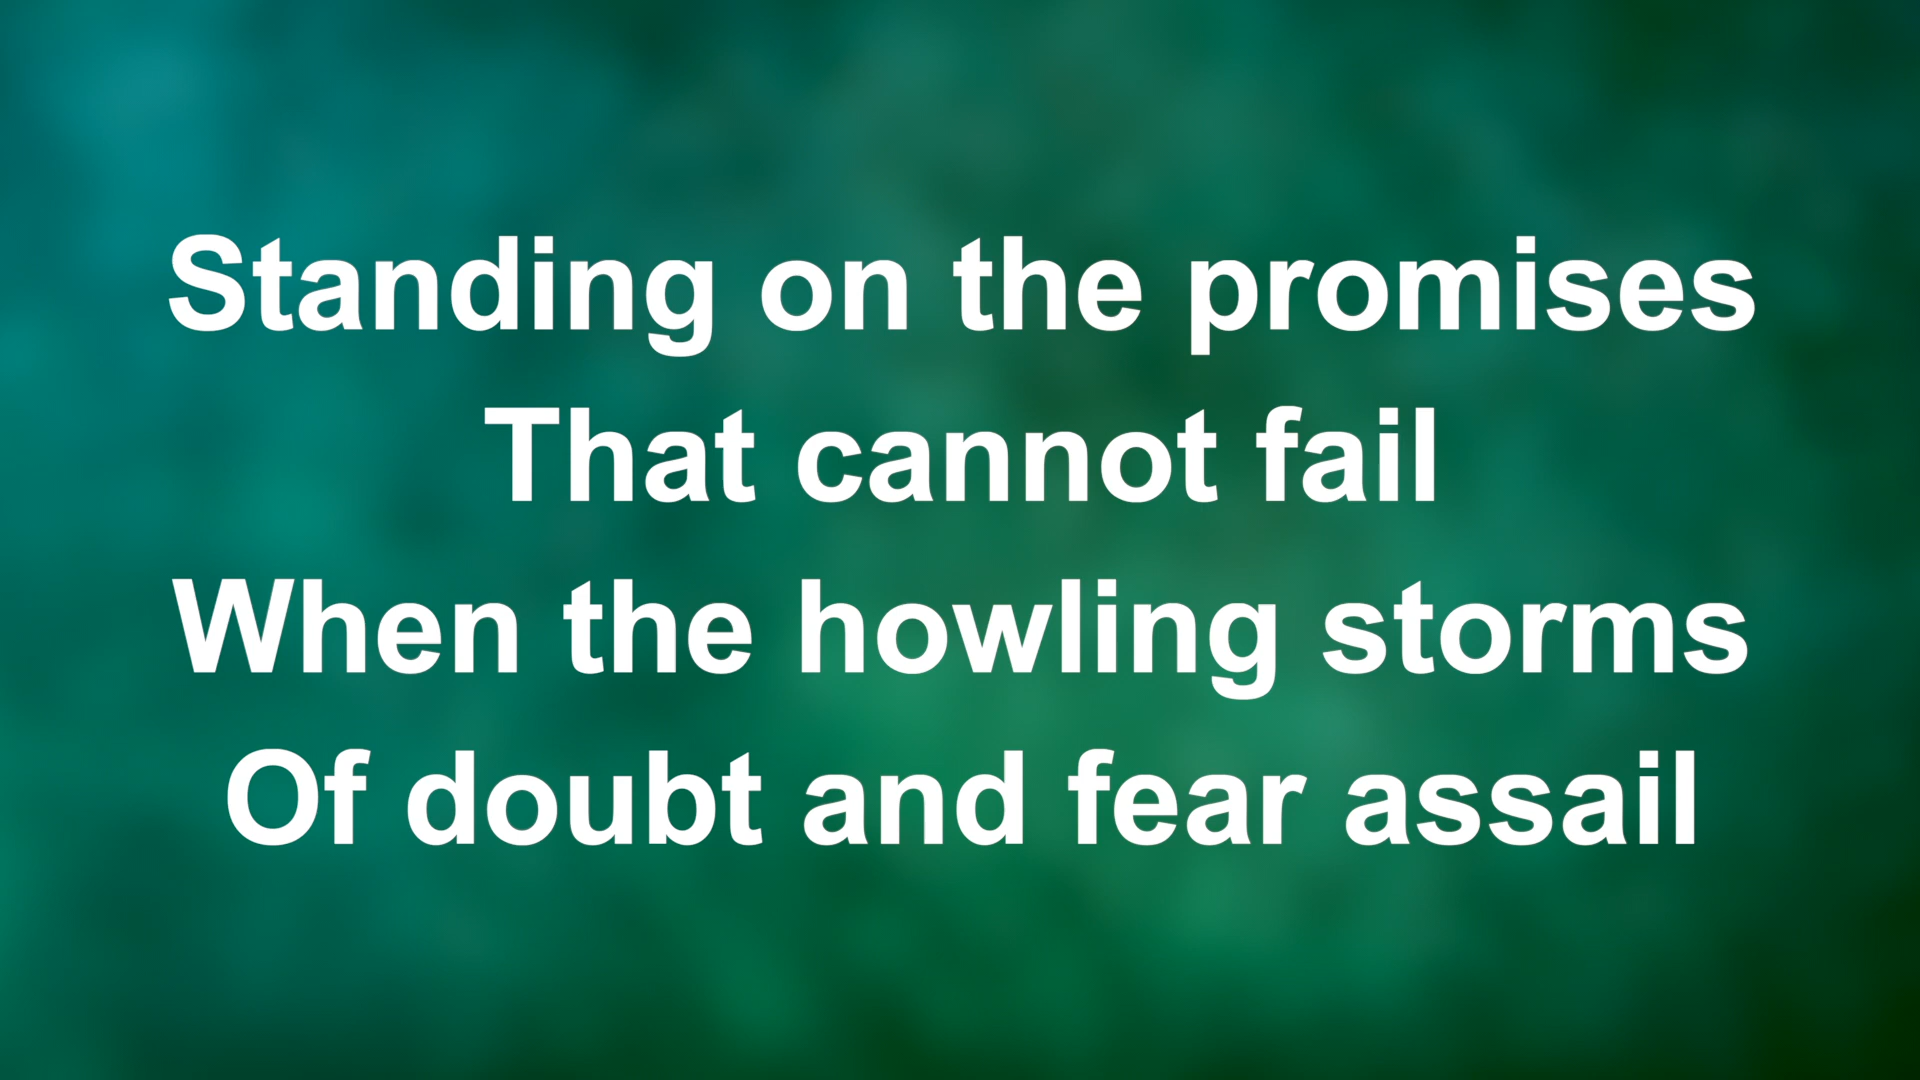 Standing on the promises
That cannot fail
When the howling storms
Of doubt and fear assail